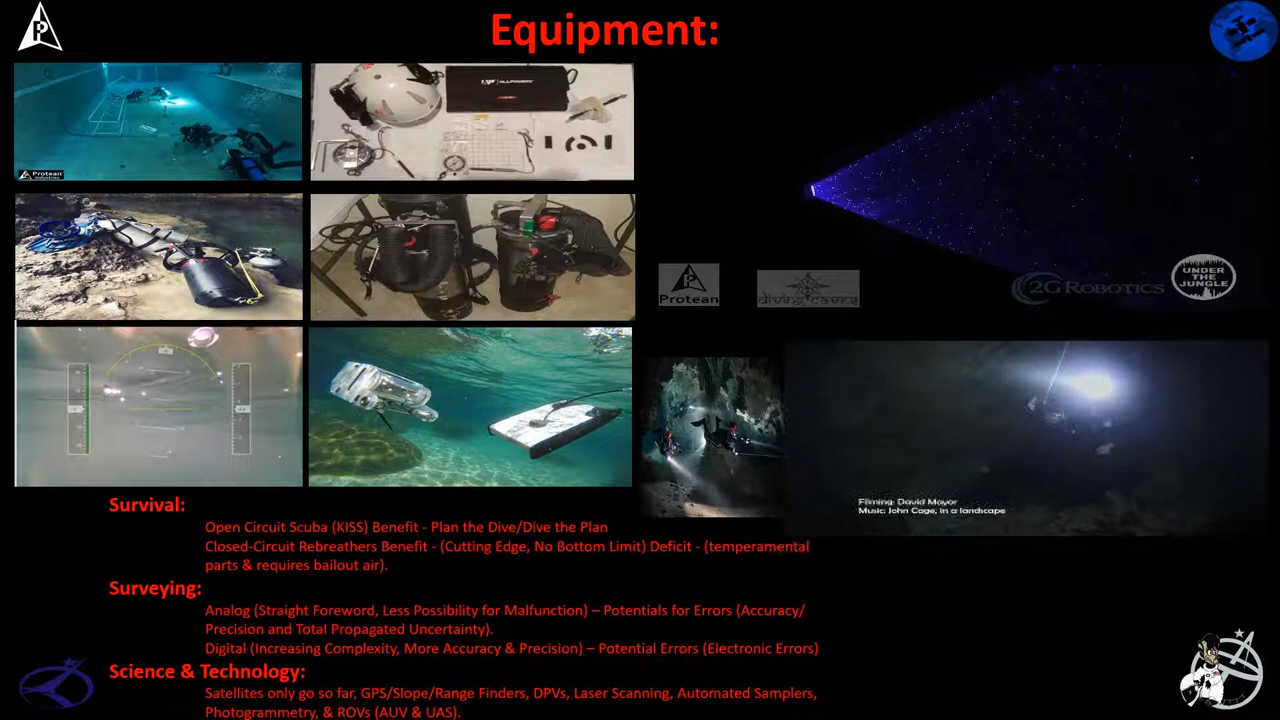 Equipment:
P
Protean
Industries
ALLPOWERS
P
Protean
diving caves
2G ROBOTICS
UNDER
THE
JUNGLE
Filming: David Mayor
Music: John Cage, in a landscape
Survival:
Open Circuit Scuba (KISS) Benefit - Plan the Dive/Dive the Plan
Closed-Circuit Rebreathers Benefit - (Cutting Edge, No Bottom Limit) Deficit - (temperamental
parts & requires bailout air).
Surveying:
Analog (Straight Foreword, Less Possibility for Malfunction) – Potentials for Errors (Accuracy/
Precision and Total Propagated Uncertainty).
Digital (Increasing Complexity, More Accuracy & Precision) – Potential Errors (Electronic Errors)
Science & Technology:
Satellites only go so far, GPS/Slope/Range Finders, DPVs, Laser Scanning, Automated Samplers,
Photogrammetry, & ROVs (AUV & UAS).